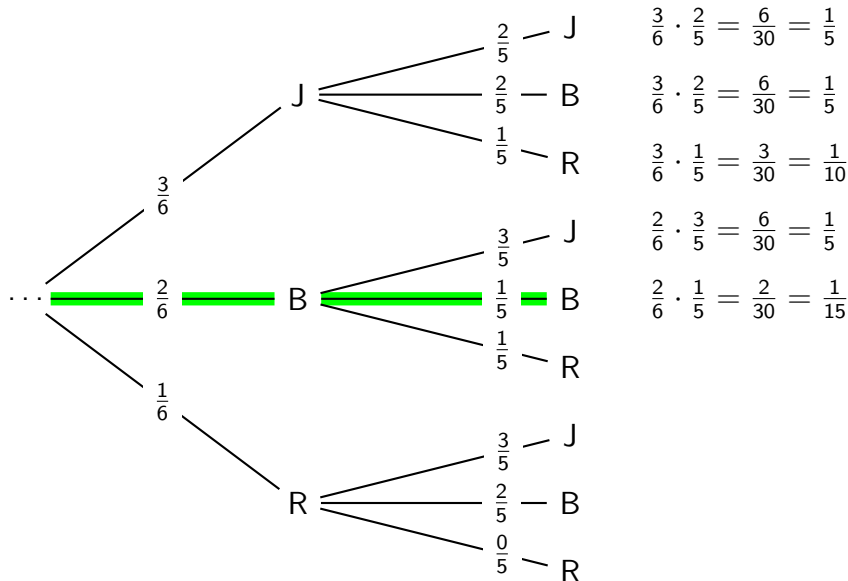 J
2/5
3/6 · 2/5 = 6/30 = 1/5
J
2/5
B
3/6 · 2/5 = 6/30 = 1/5
1/5
R
3/6 · 1/5 = 3/30 = 1/10
3/6
J
3/5
2/6 · 3/5 = 6/30 = 1/5
...
2/6
B
1/5
B
2/6 · 1/5 = 2/30 = 1/15
1/5
R
1/6
J
3/5
R
2/5
B
0/5
R